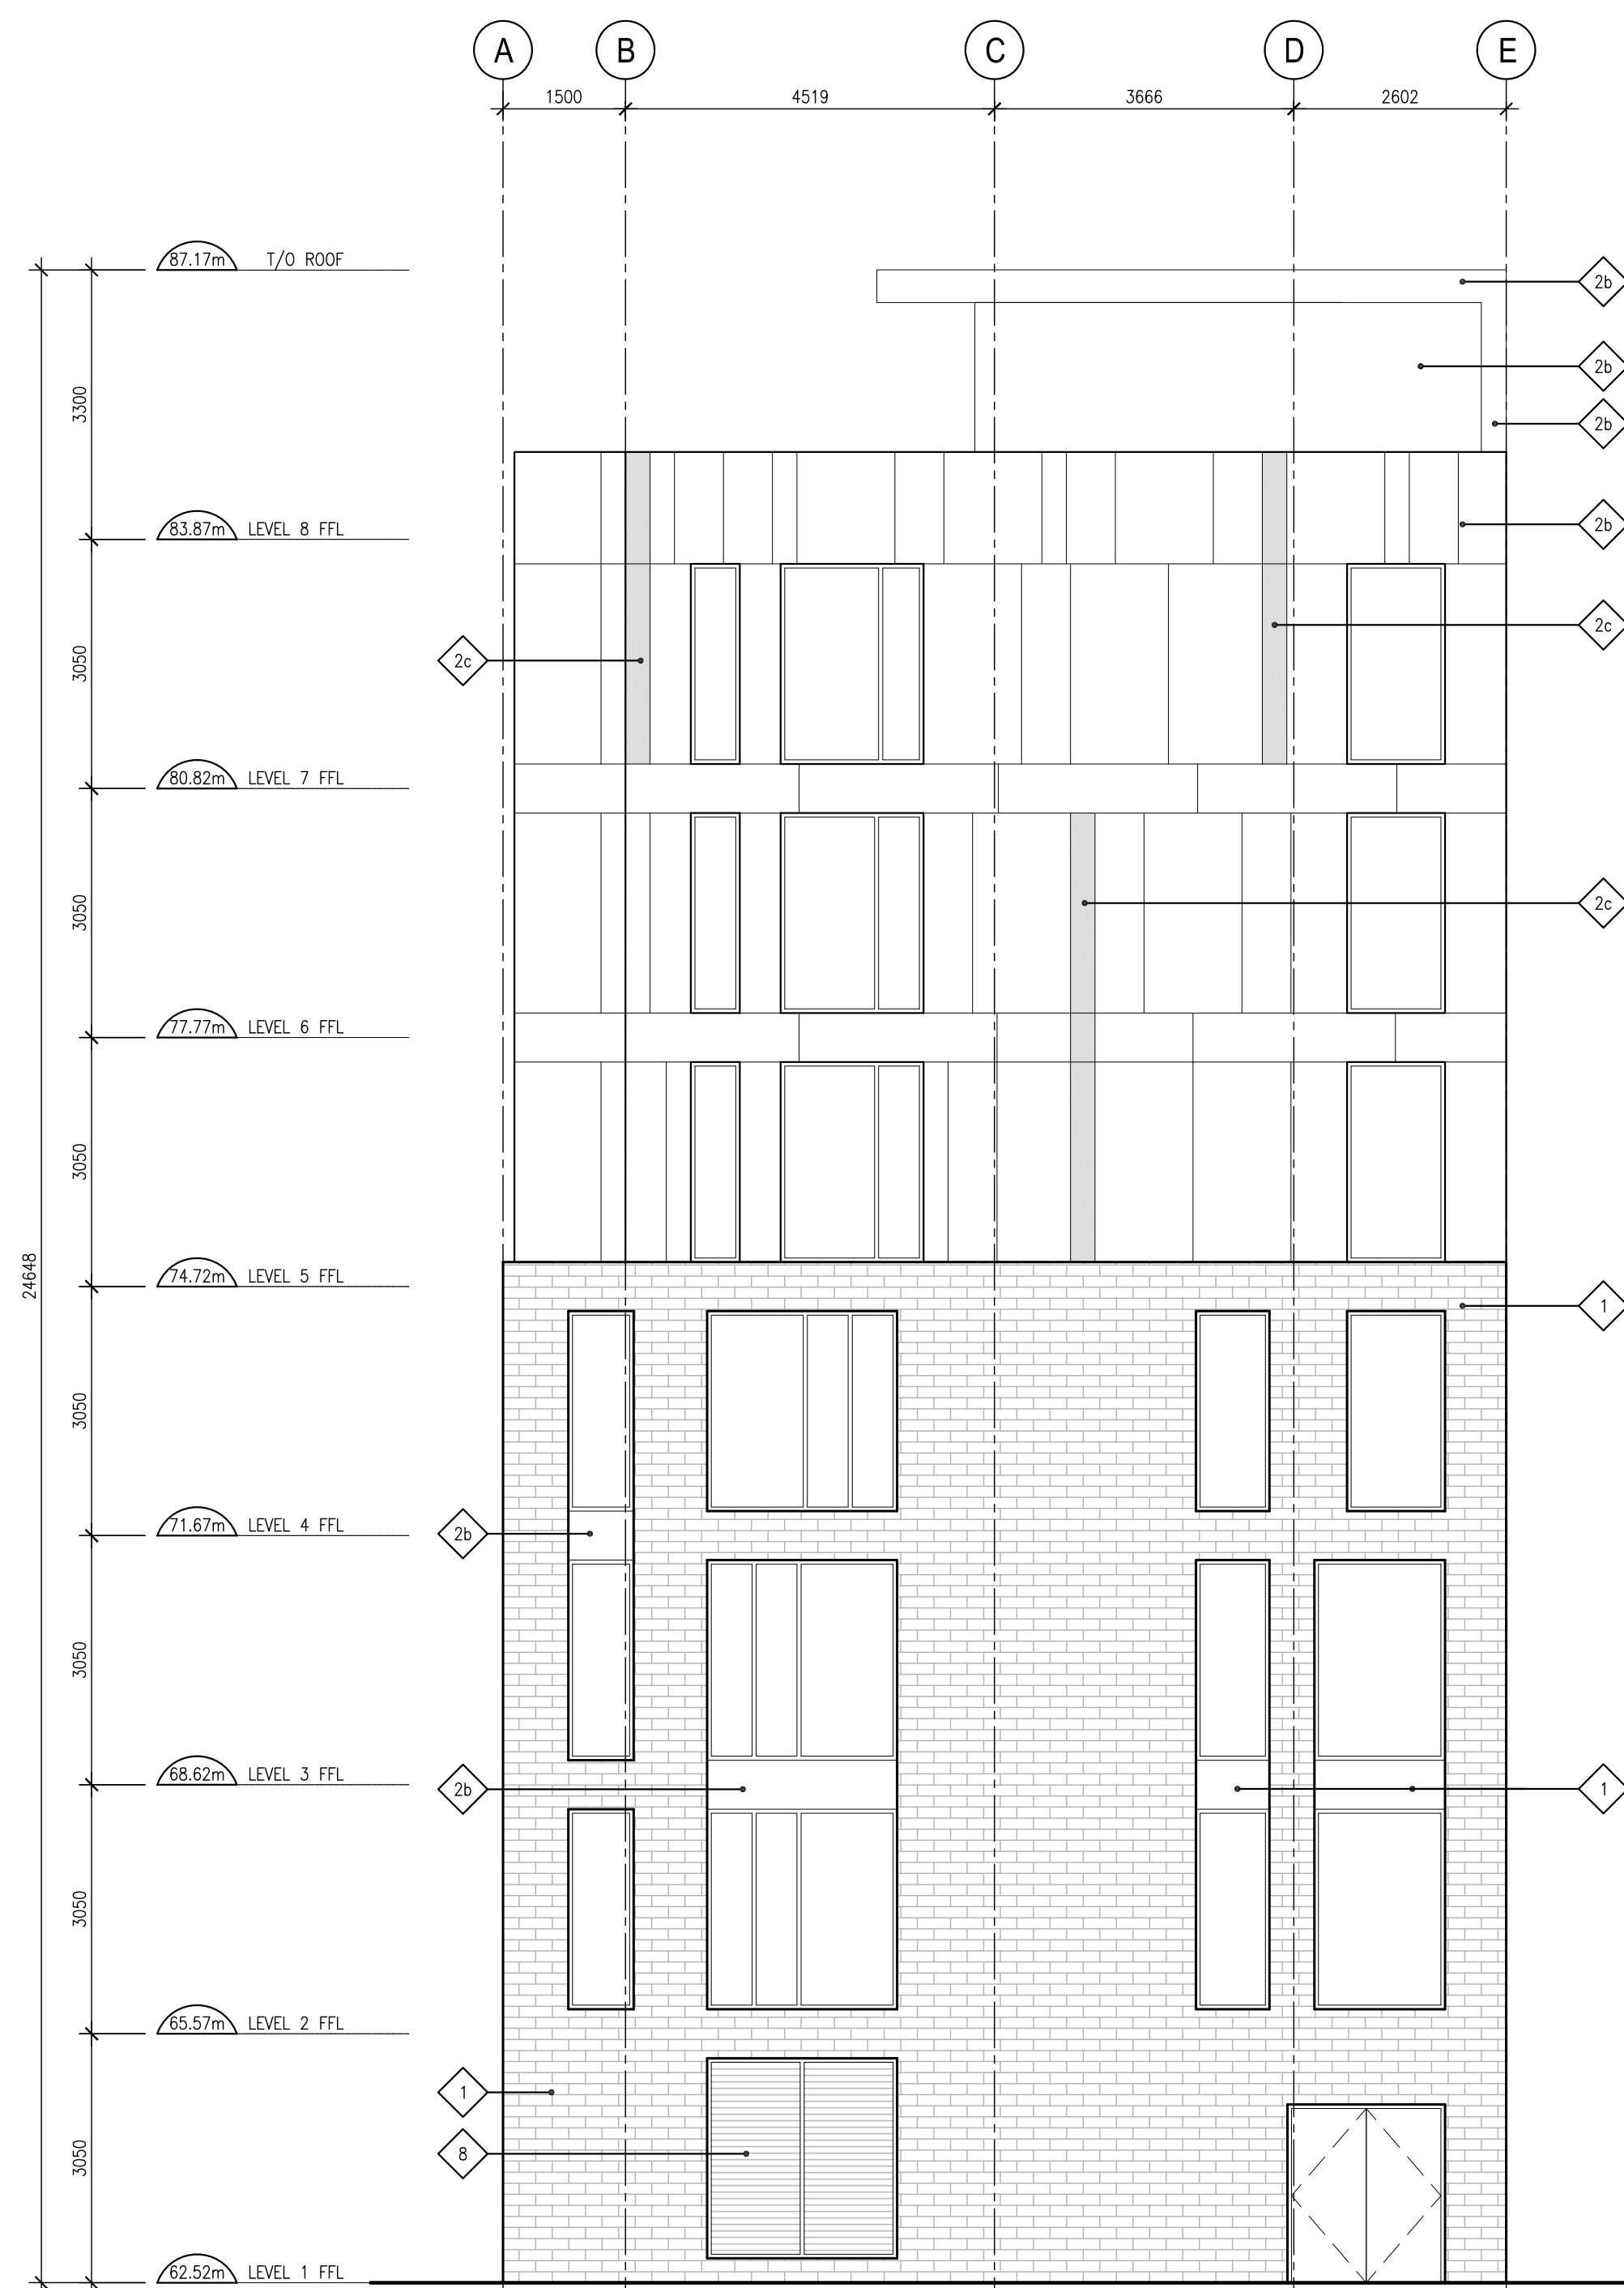 A B C D E
1500 4519 3666 2602
87.17m T/O ROOF
2b
2b
3300
2b
83.87m LEVEL 8 FFL
2b
2c
3050
2c
80.82m LEVEL 7 FFL
3050
2c
77.77m LEVEL 6 FFL
3050
24648
74.72m LEVEL 5 FFL
1
3050
71.67m LEVEL 4 FFL
2b
3050
68.62m LEVEL 3 FFL
2b
1
3050
65.57m LEVEL 2 FFL
1
3050
8
62.52m LEVEL 1 FFL